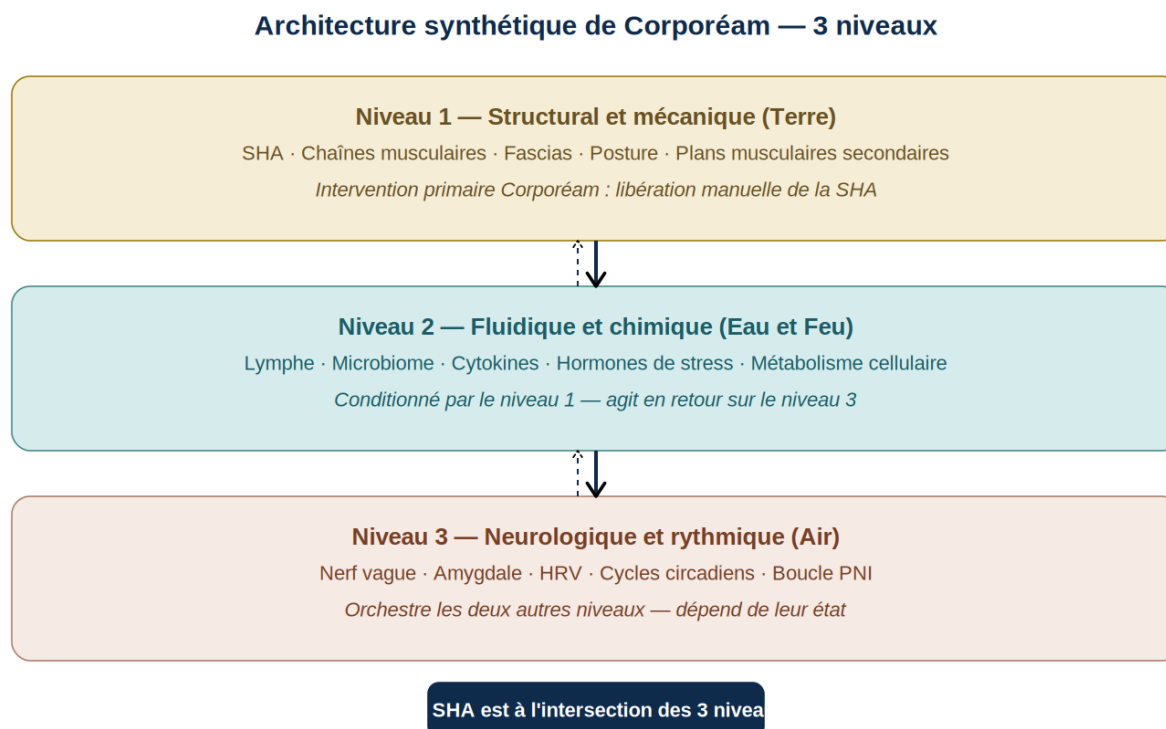 Architecture synthétique de Corporéam — 3 niveaux
Niveau 1 — Structural et mécanique (Terre)
SHA · Chaînes musculaires · Fascias · Posture · Plans musculaires secondaires
Intervention primaire Corporéam : libération manuelle de la SHA
Niveau 2 — Fluidique et chimique (Eau et Feu)
Lymphe · Microbiome · Cytokines · Hormones de stress · Métabolisme cellulaire
Conditionné par le niveau 1 — agit en retour sur le niveau 3
Niveau 3 — Neurologique et rythmique (Air)
Nerf vague · Amygdale · HRV · Cycles circadiens · Boucle PNI
Orchestre les deux autres niveaux — dépend de leur état
SHA est à l'intersection des 3 nivea